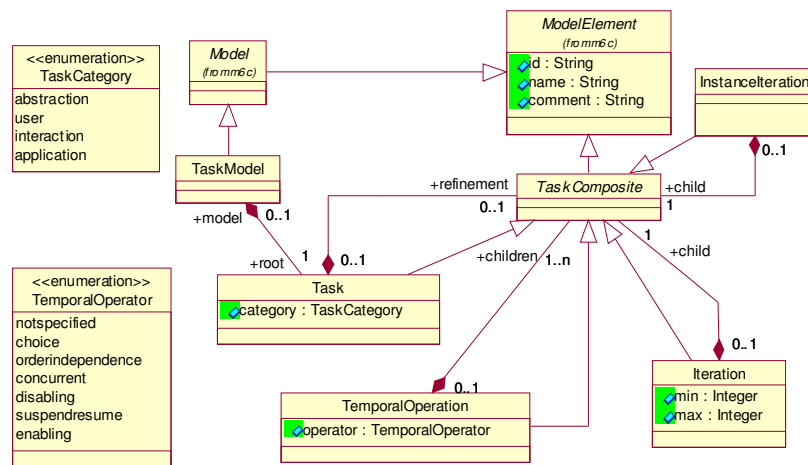 <<enumeration>>
TaskCategory
abstraction
user
interaction
application
Model
(from m6c)
ModelElement
(from m6c)
id : String
name : String
comment : String
InstanceIteration
0..1
TaskModel
+model
0..1
1
+root
+refinement
0..1
0..1
TaskComposite
+child
1
+children
1..n
1
+child
Task
category : TaskCategory
<<enumeration>>
TemporalOperator
notspecified
choice
orderindependence
concurrent
disabling
suspendresume
enabling
0..1
TemporalOperation
operator : TemporalOperator
0..1
Iteration
min : Integer
max : Integer